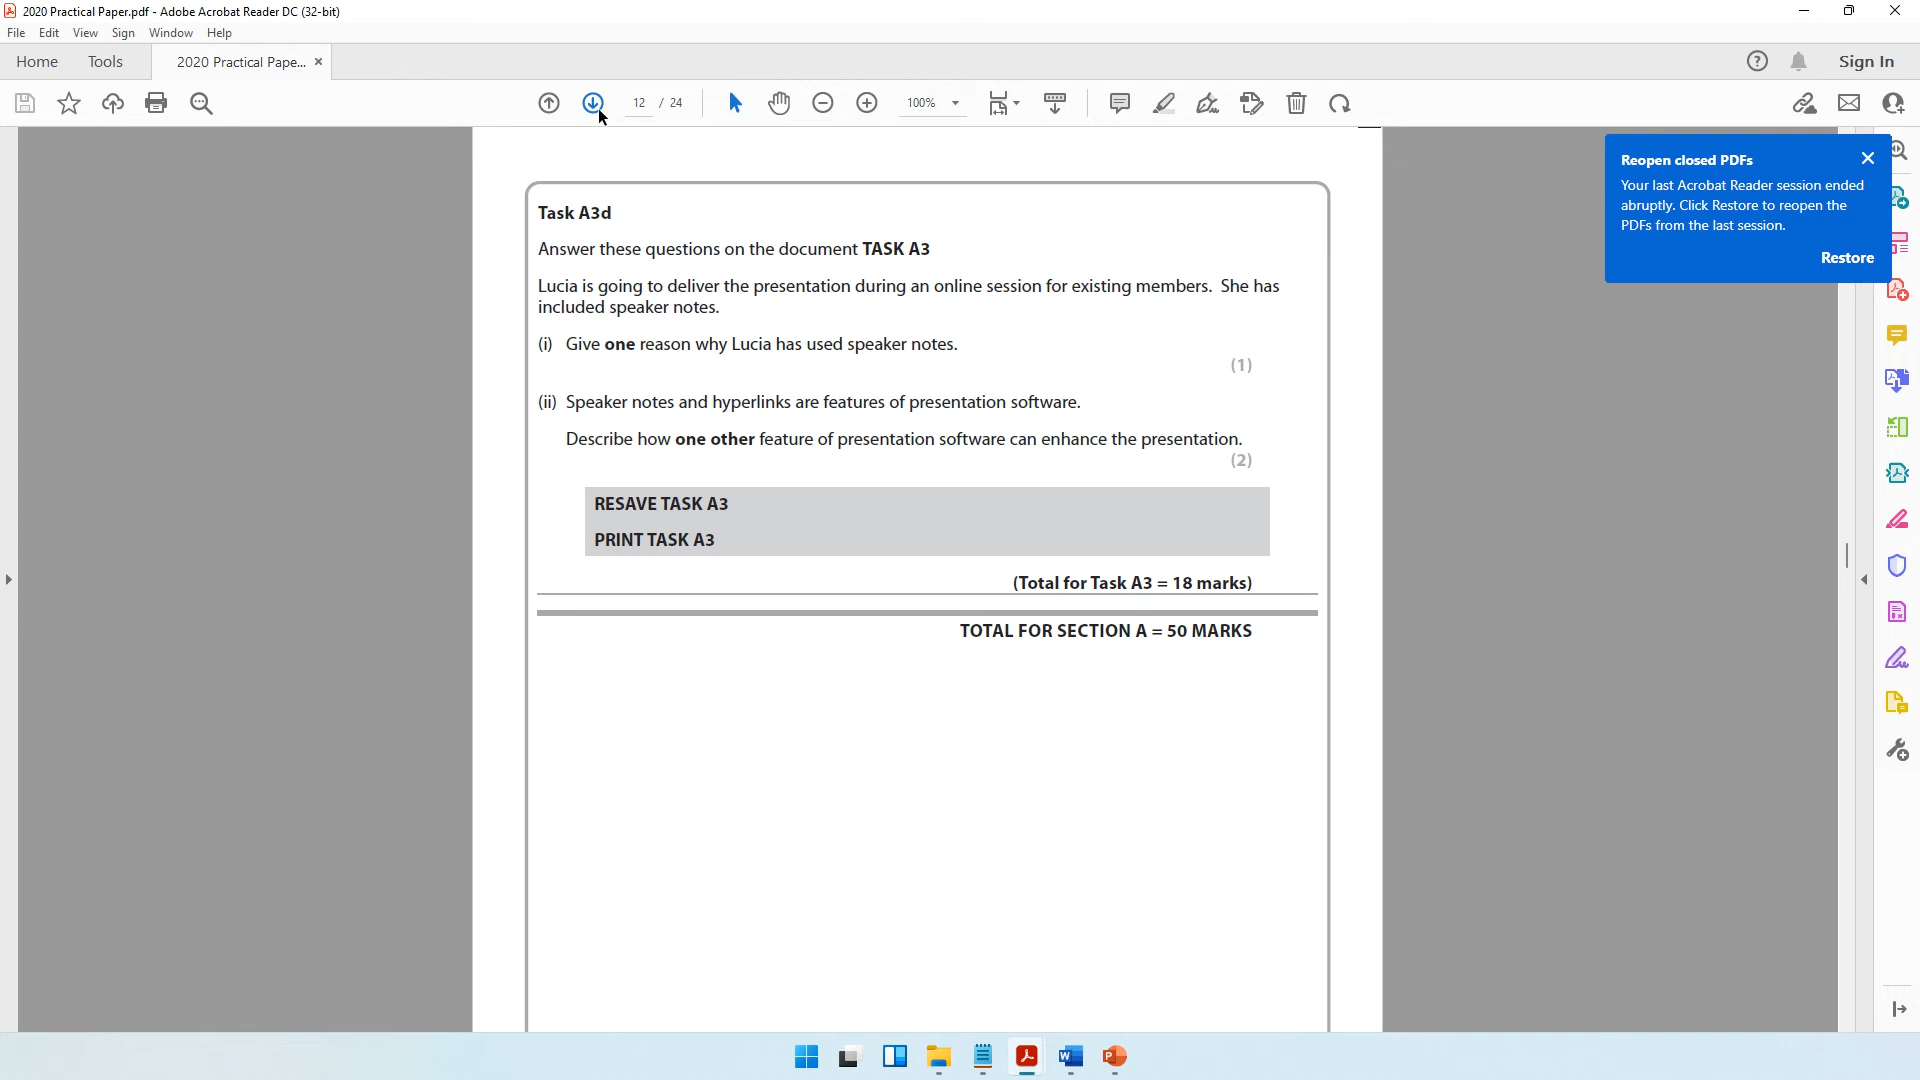 2020 Practical Paper.pdf - Adobe Acrobat Reader DC (32-bit)
File Edit View Sign Window Help
Home Tools 2020 Practical Pape... Sign In
12 / 24 100%
Reopen closed PDFs
Your last Acrobat Reader session ended
abruptly. Click Restore to reopen the
PDFs from the last session.
Restore
Task A3d
Answer these questions on the document TASK A3
Lucia is going to deliver the presentation during an online session for existing members. She has
included speaker notes.
(i) Give one reason why Lucia has used speaker notes.
(1)
(ii) Speaker notes and hyperlinks are features of presentation software.
Describe how one other feature of presentation software can enhance the presentation.
(2)
RESAVE TASK A3
PRINT TASK A3
(Total for Task A3 = 18 marks)
TOTAL FOR SECTION A = 50 MARKS